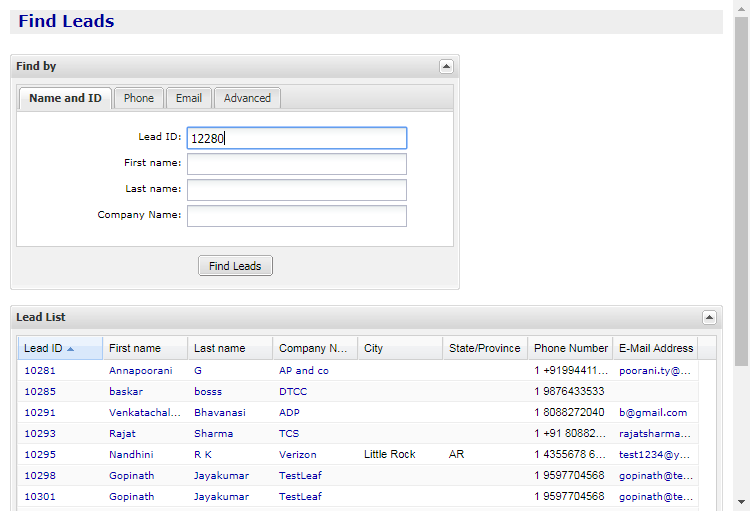 Find Leads
Find by
Name and ID Phone Email Advanced
Lead ID: 12280
First name:
Last name:
Company Name:
Find Leads
Lead List
Lead ID First name Last name Company N... City State/Province Phone Number E-Mail Address
10281 Annapoorani G AP and co 1 +91994411... poorani.ty@...
10285 baskar bosss DTCC 1 9876433533
10291 Venkatachal... Bhavanasi ADP 1 8088272040 b@gmail.com
10293 Rajat Sharma TCS 1 +91 80882... rajatsharma...
10295 Nandhini R K Verizon Little Rock AR 1 4355678 6... test1234@y...
10298 Gopinath Jayakumar TestLeaf 1 9597704568 gopinath@te...
10301 Gopinath Jayakumar TestLeaf 1 9597704568 gopinath@te...